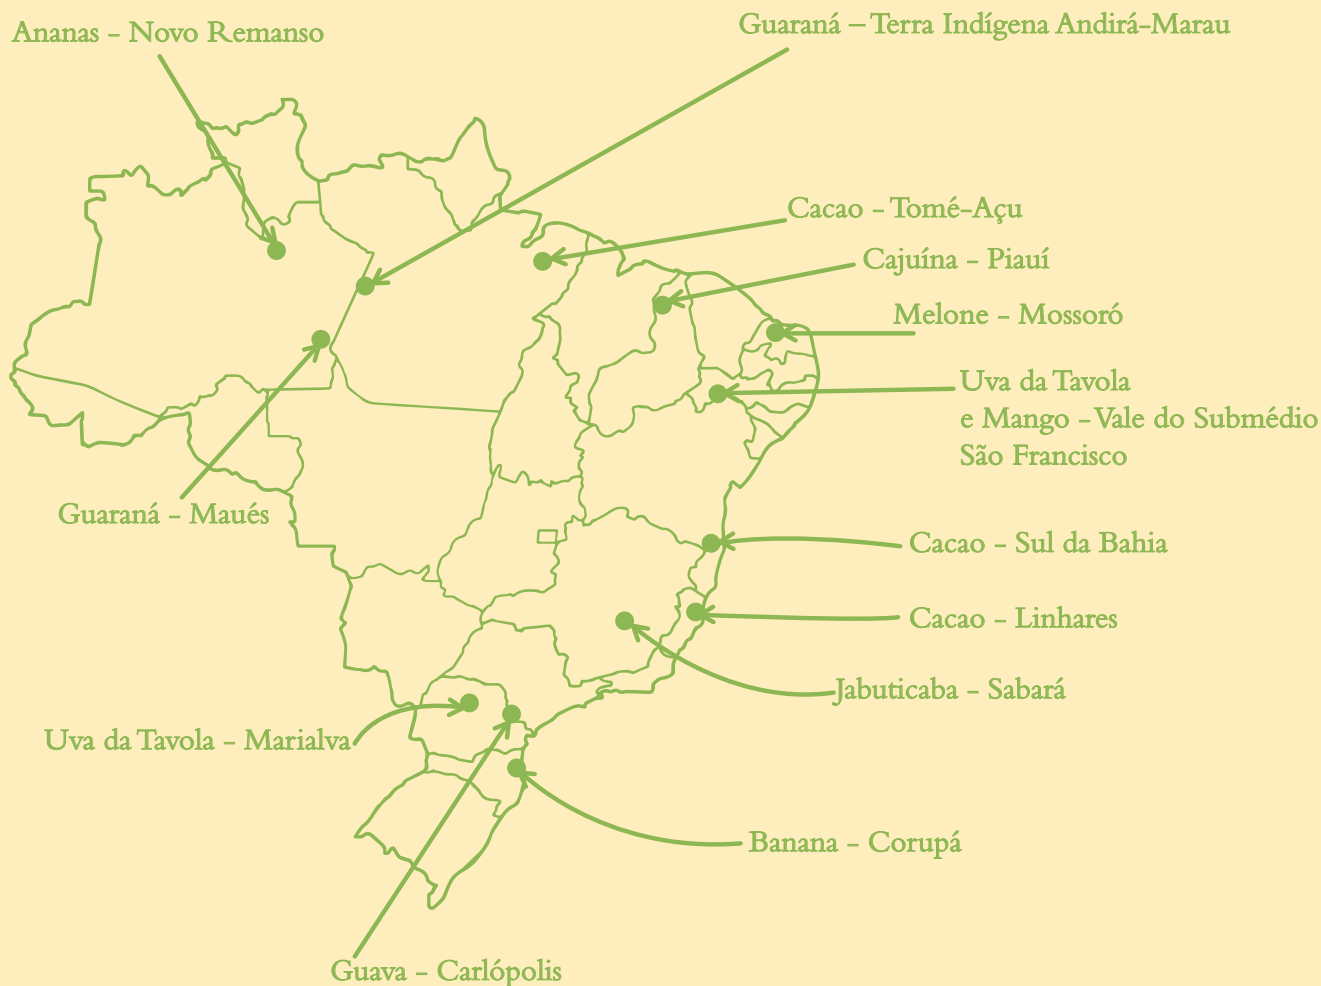 Ananas - Novo Remanso
Guaraná – Terra Indígena Andirá-Marau
Cacao - Tomé-Açu
Cajuína - Piauí
Melone - Mossoró
Uva da Tavola
e Mango - Vale do Submédio
São Francisco
Guaraná - Maués
Cacao - Sul da Bahia
Cacao - Linhares
Jabuticaba - Sabará
Uva da Tavola - Marialva
Banana - Corupá
Guava - Carlópolis